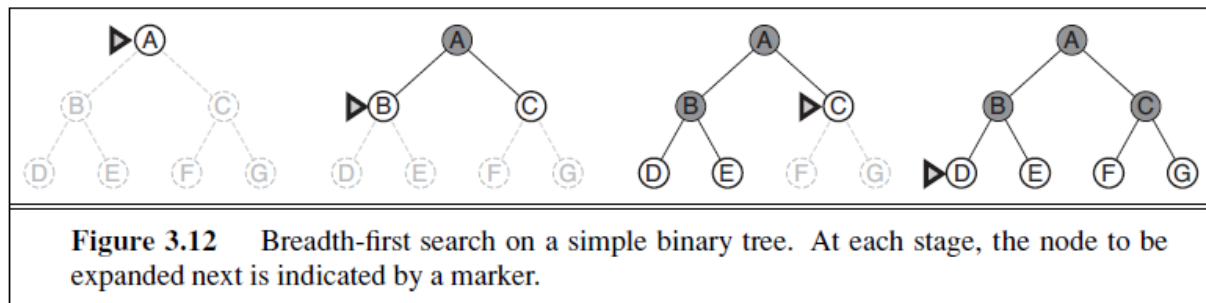 A A A A
B C B C B C B C
D E F G D E F G D E F G D E F G
Figure 3.12 Breadth-first search on a simple binary tree. At each stage, the node to be
expanded next is indicated by a marker.